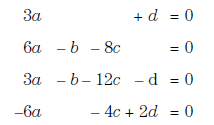 3a + d = 0
6a – b – 8c = 0
3a – b – 12c – d = 0
–6a – 4c + 2d = 0